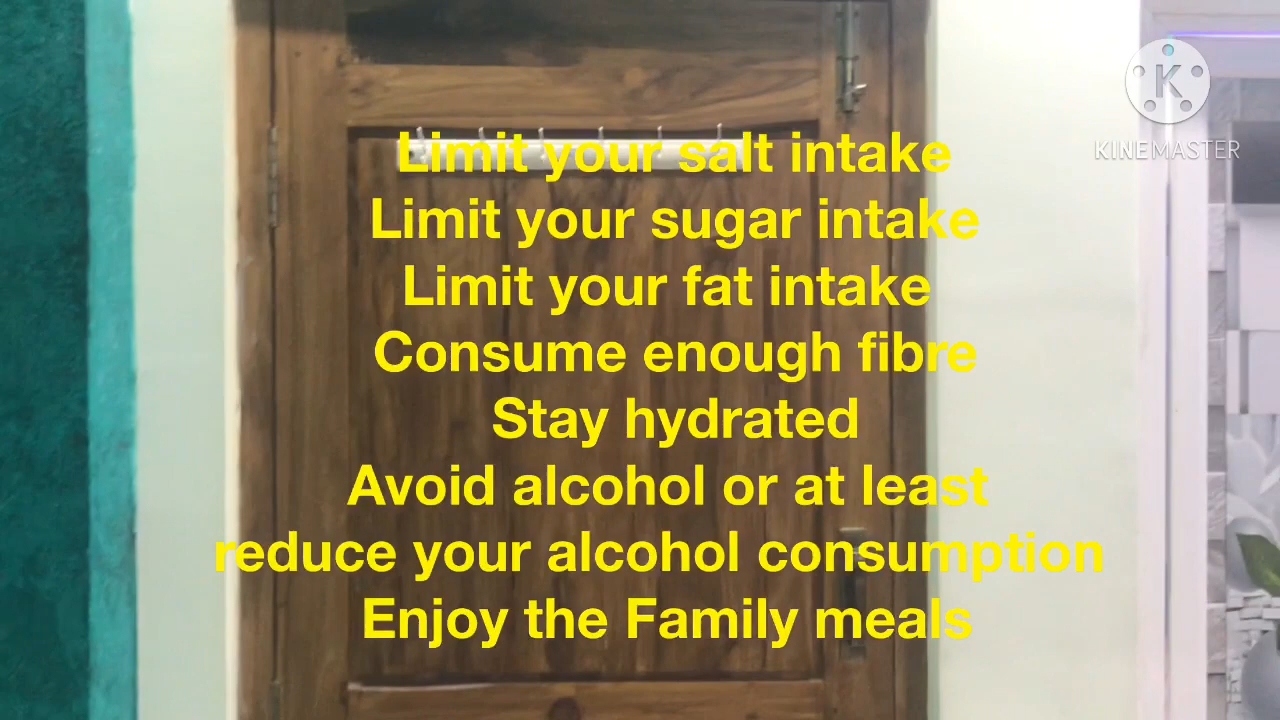 K
KINEMASTER
Limit your salt intake
Limit your sugar intake
Limit your fat intake
Consume enough fibre
Stay hydrated
Avoid alcohol or at least
reduce your alcohol consumption
Enjoy the Family meals